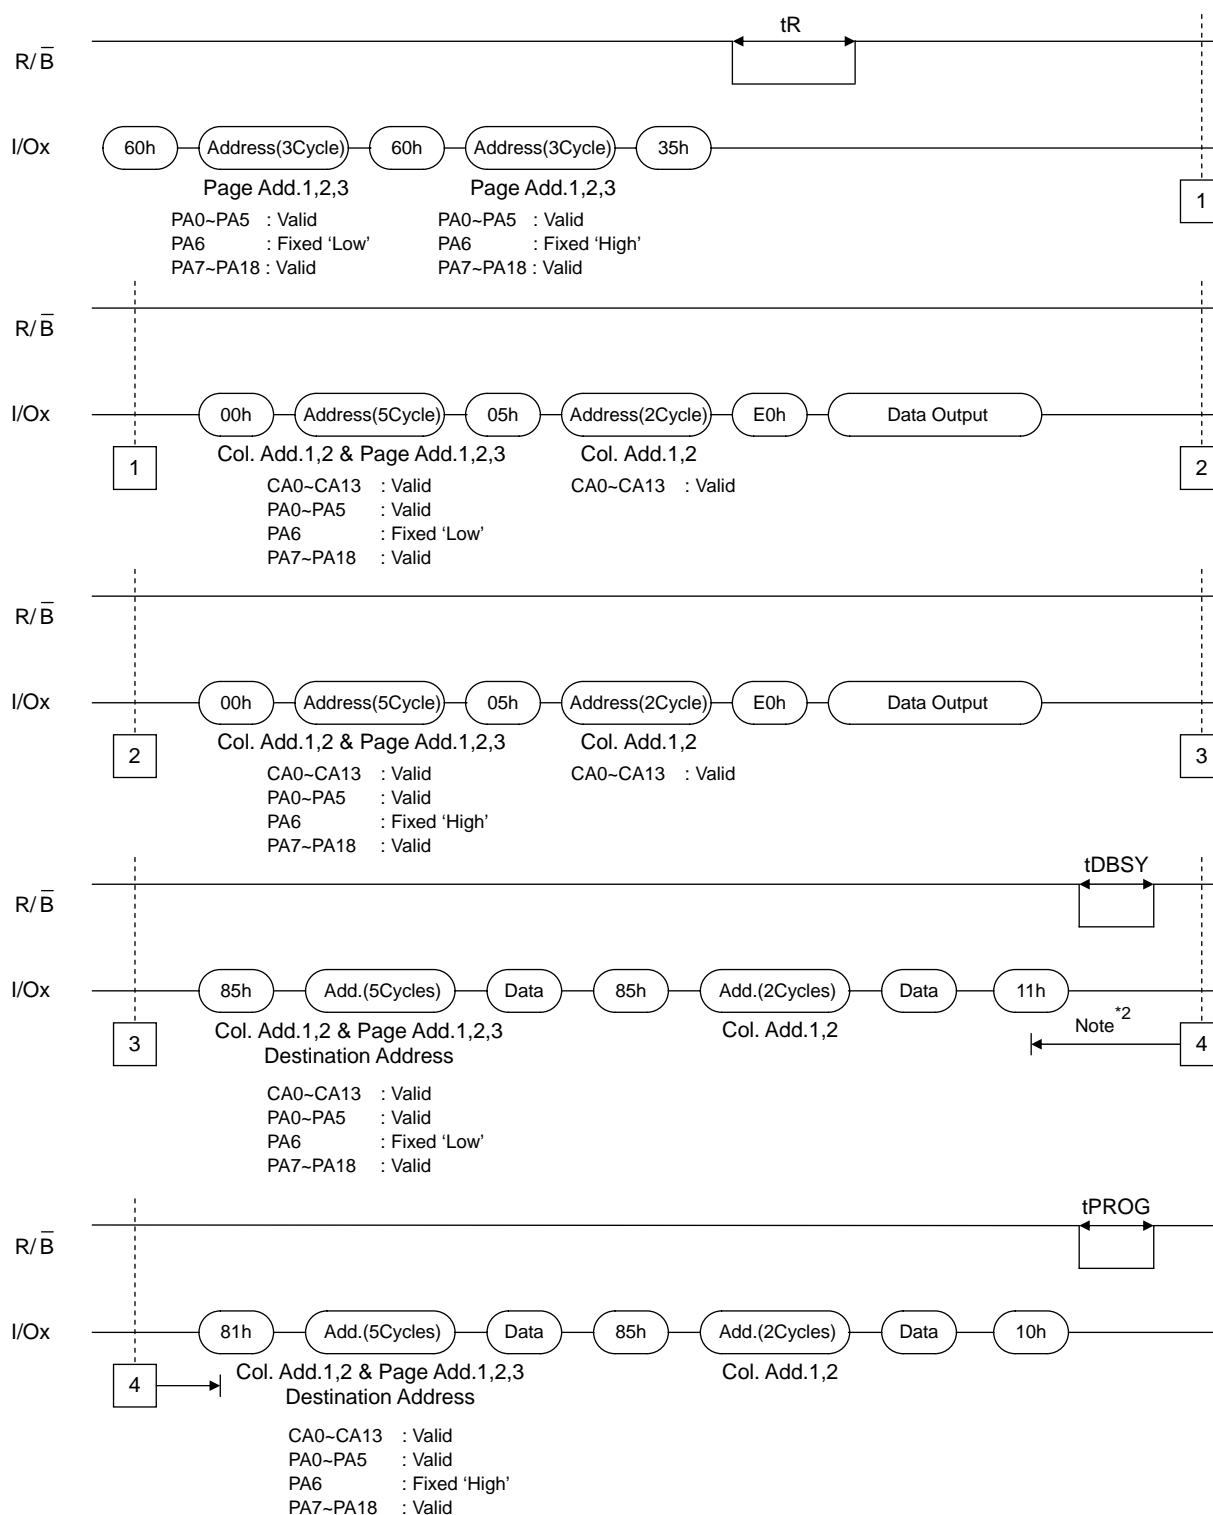 tR
R/B̅
I/Ox 60h Address(3Cycle) 60h Address(3Cycle) 35h
Page Add.1,2,3 Page Add.1,2,3
1
PA0~PA5 : Valid PA0~PA5 : Valid
PA6 : Fixed ‘Low’ PA6 : Fixed ‘High’
PA7~PA18 : Valid PA7~PA18 : Valid
R/B̅
I/Ox 00h Address(5Cycle) 05h Address(2Cycle) E0h Data Output
Col. Add.1,2 & Page Add.1,2,3 Col. Add.1,2
1 2
CA0~CA13 : Valid CA0~CA13 : Valid
PA0~PA5 : Valid
PA6 : Fixed ‘Low’
PA7~PA18 : Valid
R/B̅
I/Ox 00h Address(5Cycle) 05h Address(2Cycle) E0h Data Output
Col. Add.1,2 & Page Add.1,2,3 Col. Add.1,2
2 3
CA0~CA13 : Valid CA0~CA13 : Valid
PA0~PA5 : Valid
PA6 : Fixed ‘High’
PA7~PA18 : Valid
tDBSY
R/B̅
I/Ox 85h Add.(5Cycles) Data 85h Add.(2Cycles) Data 11h
Col. Add.1,2 & Page Add.1,2,3 Col. Add.1,2 Note*2
3 4
Destination Address
CA0~CA13 : Valid
PA0~PA5 : Valid
PA6 : Fixed ‘Low’
PA7~PA18 : Valid
tPROG
R/B̅
I/Ox 81h Add.(5Cycles) Data 85h Add.(2Cycles) Data 10h
Col. Add.1,2 & Page Add.1,2,3 Col. Add.1,2
4
Destination Address
CA0~CA13 : Valid
PA0~PA5 : Valid
PA6 : Fixed ‘High’
PA7~PA18 : Valid